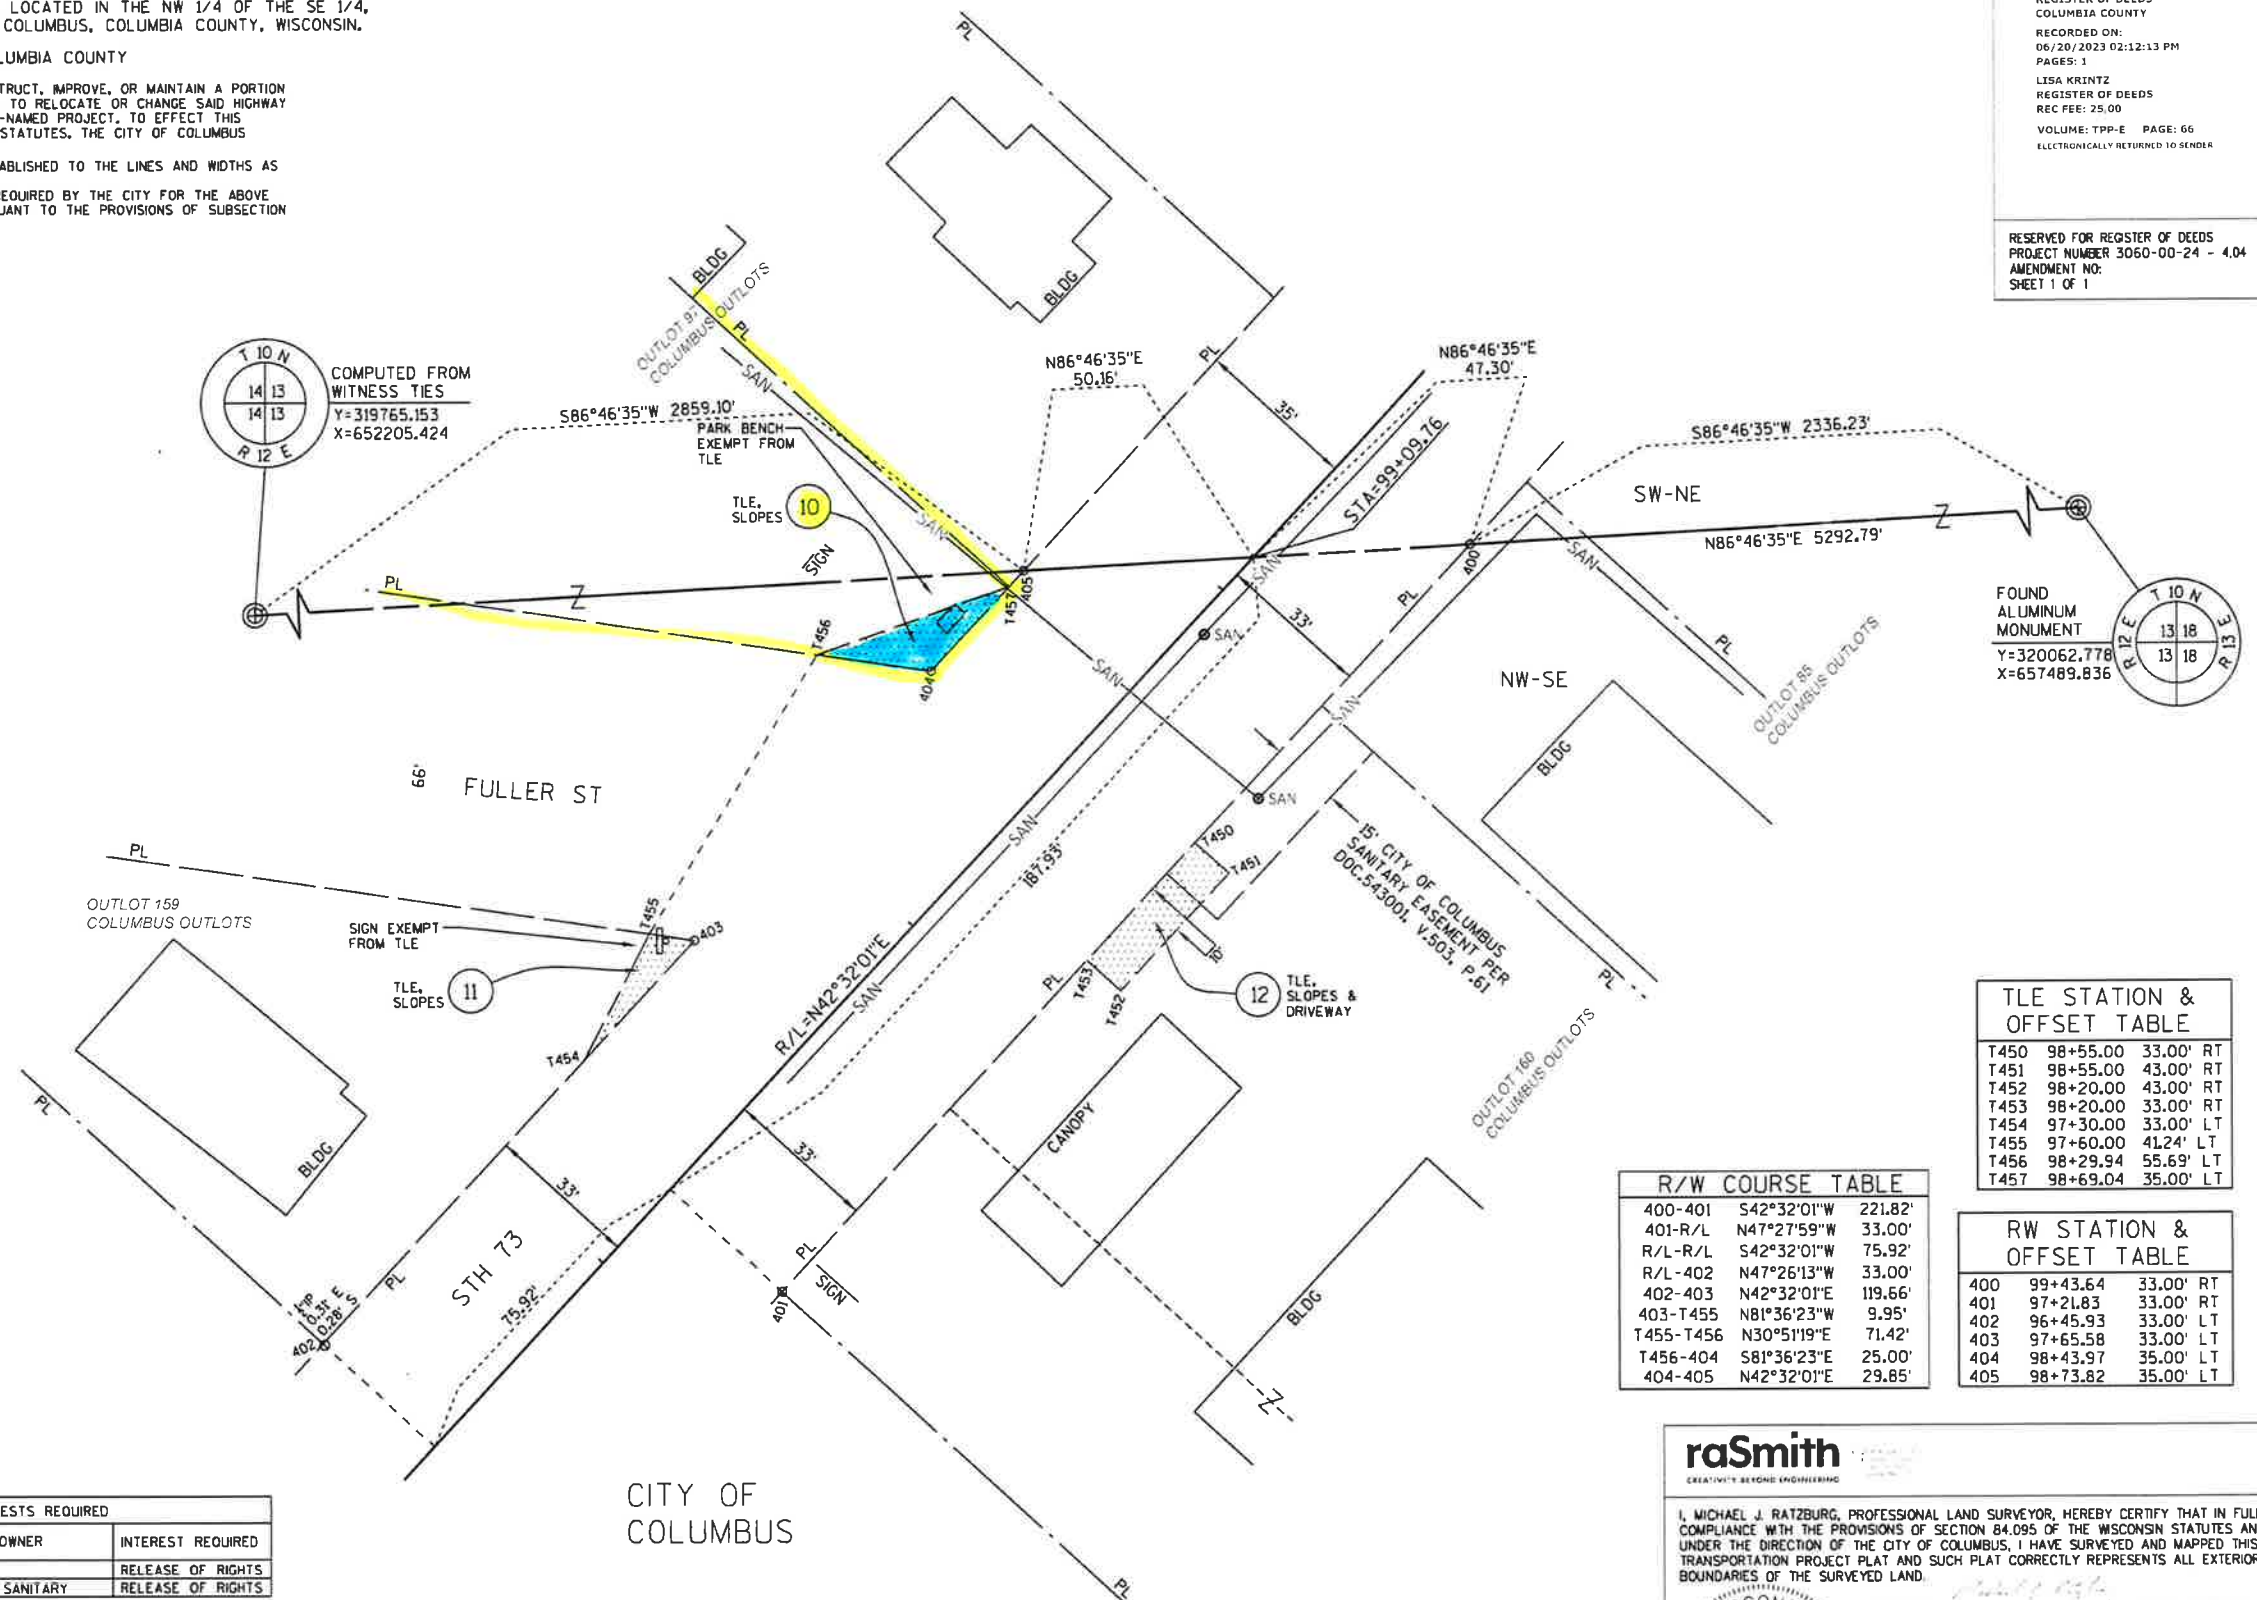 LOCATED IN THE NW 1/4 OF THE SE 1/4,
COLUMBUS, COLUMBIA COUNTY, WISCONSIN.
LUMBIA COUNTY
TRUCT, IMPROVE, OR MAINTAIN A PORTION
TO RELOCATE OR CHANGE SAID HIGHWAY
-NAMED PROJECT. TO EFFECT THIS
STATUTES. THE CITY OF COLUMBUS
ABLISHED TO THE LINES AND WIDTHS AS
EQUIRED BY THE CITY FOR THE ABOVE
UANT TO THE PROVISIONS OF SUBSECTION
REGISTER OF DEEDS
COLUMBIA COUNTY
RECORDED ON:
06/20/2023 02:12:13 PM
PAGES: 1
LISA KRINTZ
REGISTER OF DEEDS
REC FEE: 25.00
VOLUME: TPP-E PAGE: 66
ELECTRONICALLY RETURNED TO SENDER
RESERVED FOR REGISTER OF DEEDS
PROJECT NUMBER 3060-00-24 - 4.04
AMENDMENT NO:
SHEET 1 OF 1
PL
BLDG
BLDG
OUTLOT 97
COLUMBUS OUTLOTS
PL
SAN
PL
T 10 N
14 13
14 13
R 12 E
COMPUTED FROM
WITNESS TIES
Y=319765.153
X=652205.424
S86°46'35"W 2859.10'
PARK BENCH
EXEMPT FROM
TLE
TLE,
SLOPES
10
SIGN
SAN
N86°46'35"E
50.16'
35'
N86°46'35"E
47.30'
STA=99+09.76
S86°46'35"W 2336.23'
SW-NE
Z
N86°46'35"E 5292.79'
400
SAN
FOUND
ALUMINUM
MONUMENT
Y=320062.778
X=657489.836
T 10 N
R 12 E
13 18
13 18
R 13 E
PL
Z
T456
404
T457
405
SAN
SAN
33'
PL
PL
SAN
SAN
NW-SE
OUTLOT 85
COLUMBUS OUTLOTS
BLDG
66'
FULLER ST
SAN
SAN
187.93'
T450
T451
15' CITY OF COLUMBUS
SANITARY EASEMENT PER
DOC.543001, V.503, P.61
PL
OUTLOT 159
COLUMBUS OUTLOTS
SIGN EXEMPT
FROM TLE
T455
403
TLE,
SLOPES
11
T454
R/L=N42°32'01"E
SAN
PL
T453
T452
10'
12
TLE,
SLOPES &
DRIVEWAY
PL
OUTLOT 160
COLUMBUS OUTLOTS
PL
BLDG
CANOPY
33'
33'
STH 73
PL
75.92'
1"IP
0.31' E
0.28' S
402
PL
SIGN
401
BLDG
Z
PL
CITY OF
COLUMBUS
TLE STATION &
OFFSET TABLE
T450 98+55.00 33.00' RT
T451 98+55.00 43.00' RT
T452 98+20.00 43.00' RT
T453 98+20.00 33.00' RT
T454 97+30.00 33.00' LT
T455 97+60.00 41.24' LT
T456 98+29.94 55.69' LT
T457 98+69.04 35.00' LT
R/W COURSE TABLE
400-401 S42°32'01"W 221.82'
401-R/L N47°27'59"W 33.00'
R/L-R/L S42°32'01"W 75.92'
R/L-402 N47°26'13"W 33.00'
402-403 N42°32'01"E 119.66'
403-T455 N81°36'23"W 9.95'
T455-T456 N30°51'19"E 71.42'
T456-404 S81°36'23"E 25.00'
404-405 N42°32'01"E 29.85'
RW STATION &
OFFSET TABLE
400 99+43.64 33.00' RT
401 97+21.83 33.00' RT
402 96+45.93 33.00' LT
403 97+65.58 33.00' LT
404 98+43.97 35.00' LT
405 98+73.82 35.00' LT
ESTS REQUIRED
OWNER INTEREST REQUIRED
RELEASE OF RIGHTS
SANITARY RELEASE OF RIGHTS
raSmith
CREATIVITY BEYOND ENGINEERING
I, MICHAEL J. RATZBURG, PROFESSIONAL LAND SURVEYOR, HEREBY CERTIFY THAT IN FULL
COMPLIANCE WITH THE PROVISIONS OF SECTION 84.095 OF THE WISCONSIN STATUTES AN
UNDER THE DIRECTION OF THE CITY OF COLUMBUS, I HAVE SURVEYED AND MAPPED THIS
TRANSPORTATION PROJECT PLAT AND SUCH PLAT CORRECTLY REPRESENTS ALL EXTERIOR
BOUNDARIES OF THE SURVEYED LAND.